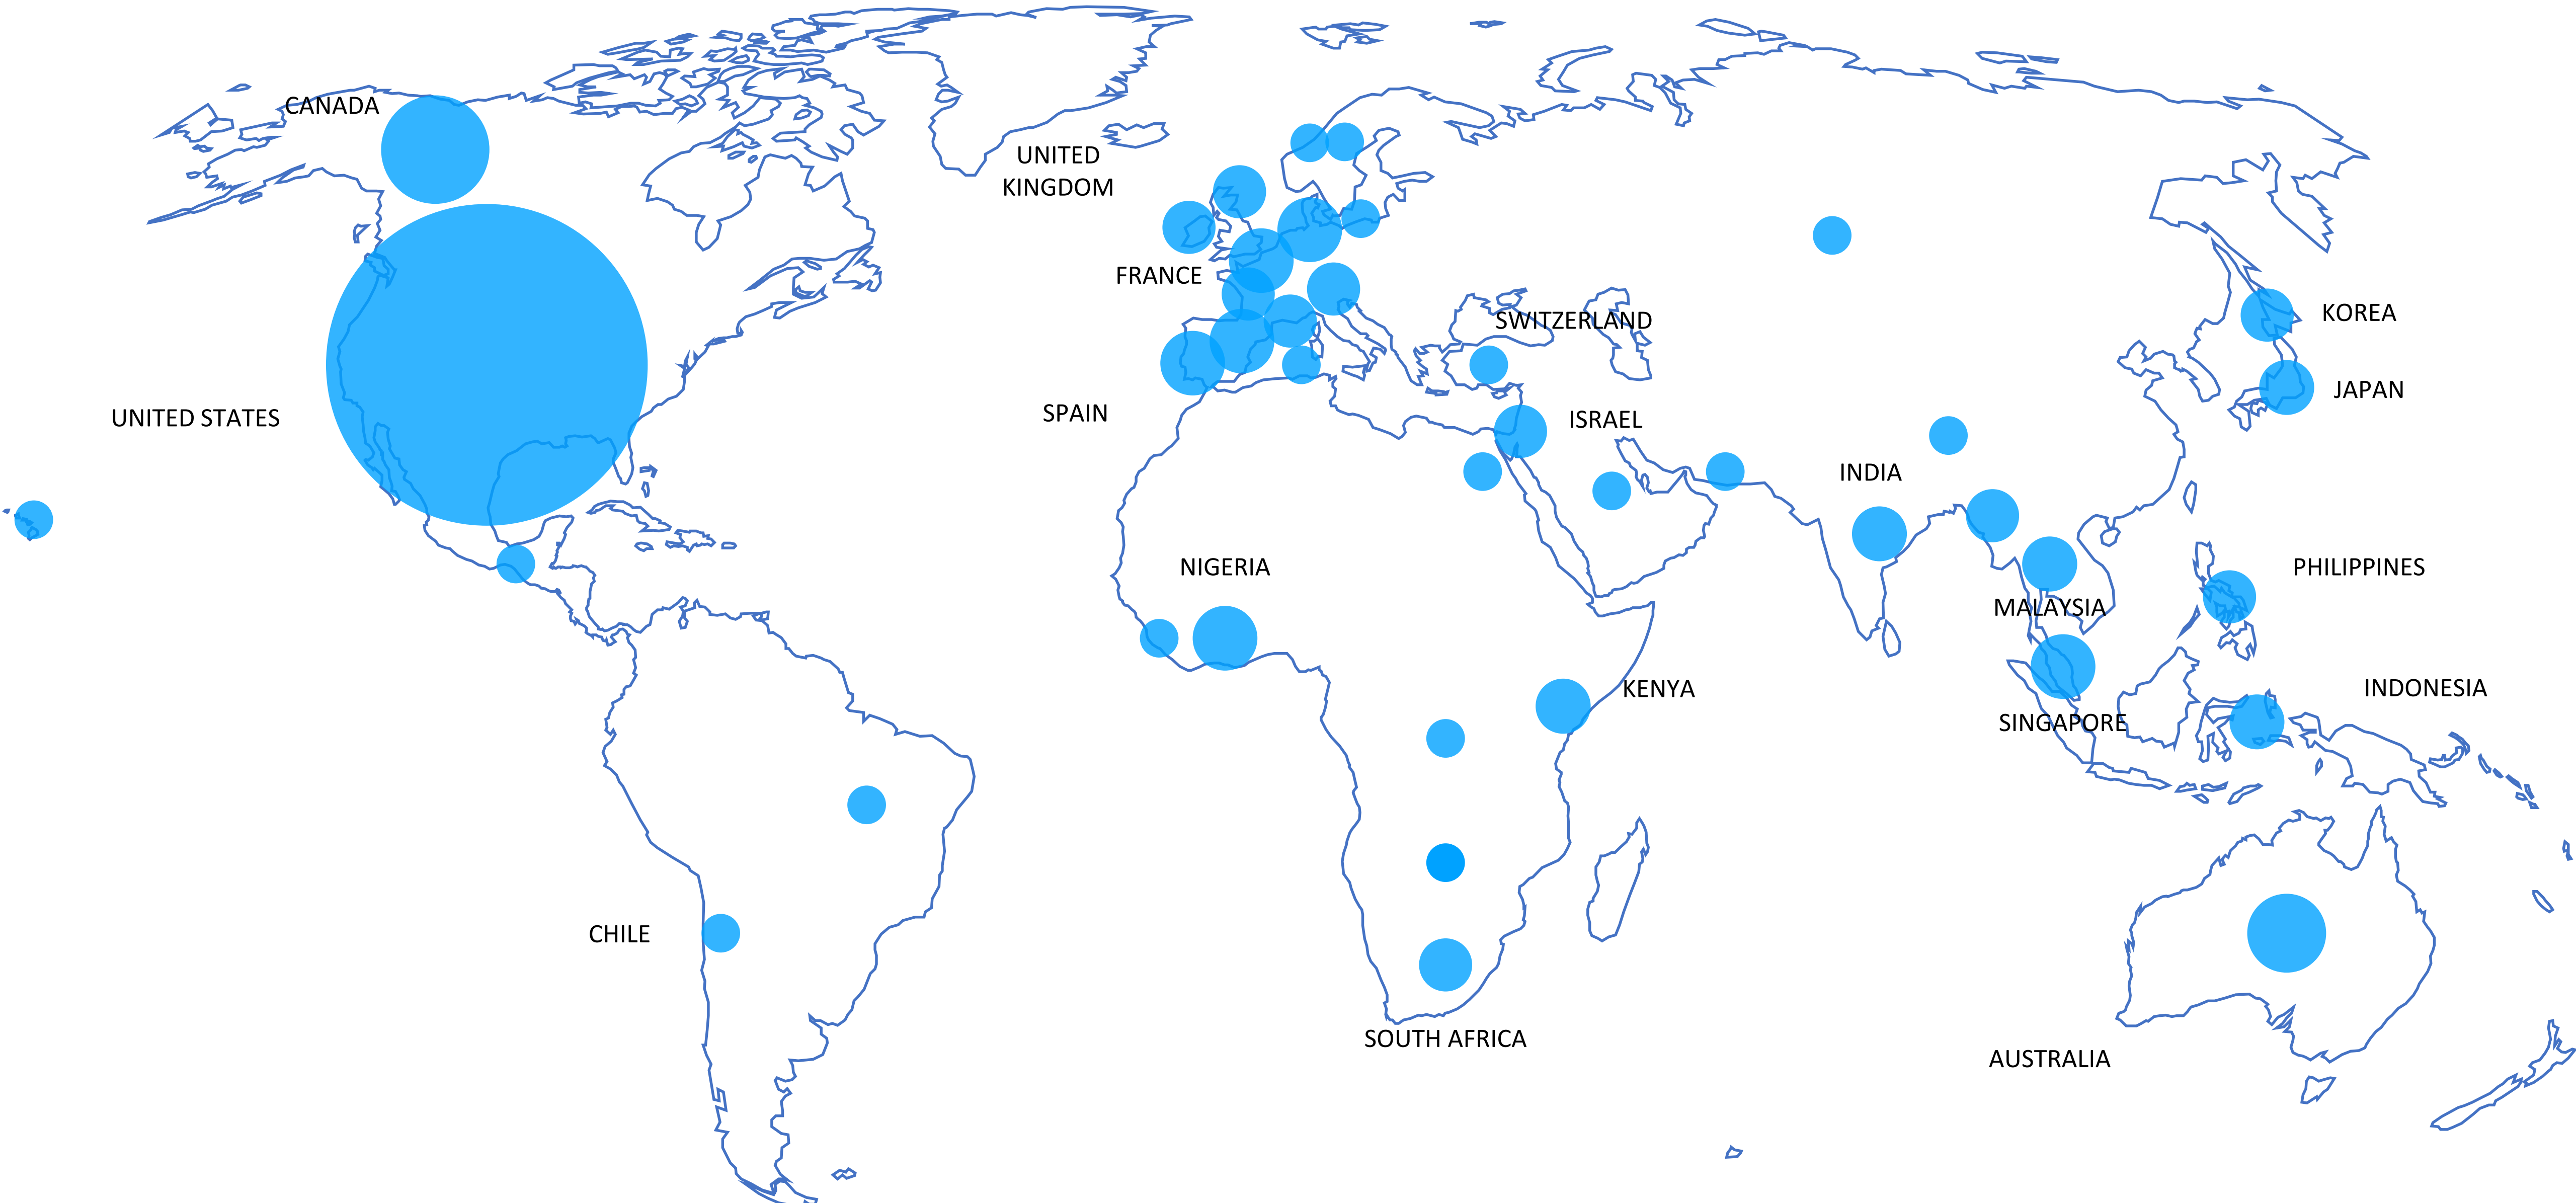 CANADA
UNITED
KINGDOM
FRANCE
SWITZERLAND
KOREA
JAPAN
UNITED STATES
SPAIN
ISRAEL
INDIA
NIGERIA
PHILIPPINES
MALAYSIA
KENYA
INDONESIA
SINGAPORE
CHILE
SOUTH AFRICA
AUSTRALIA